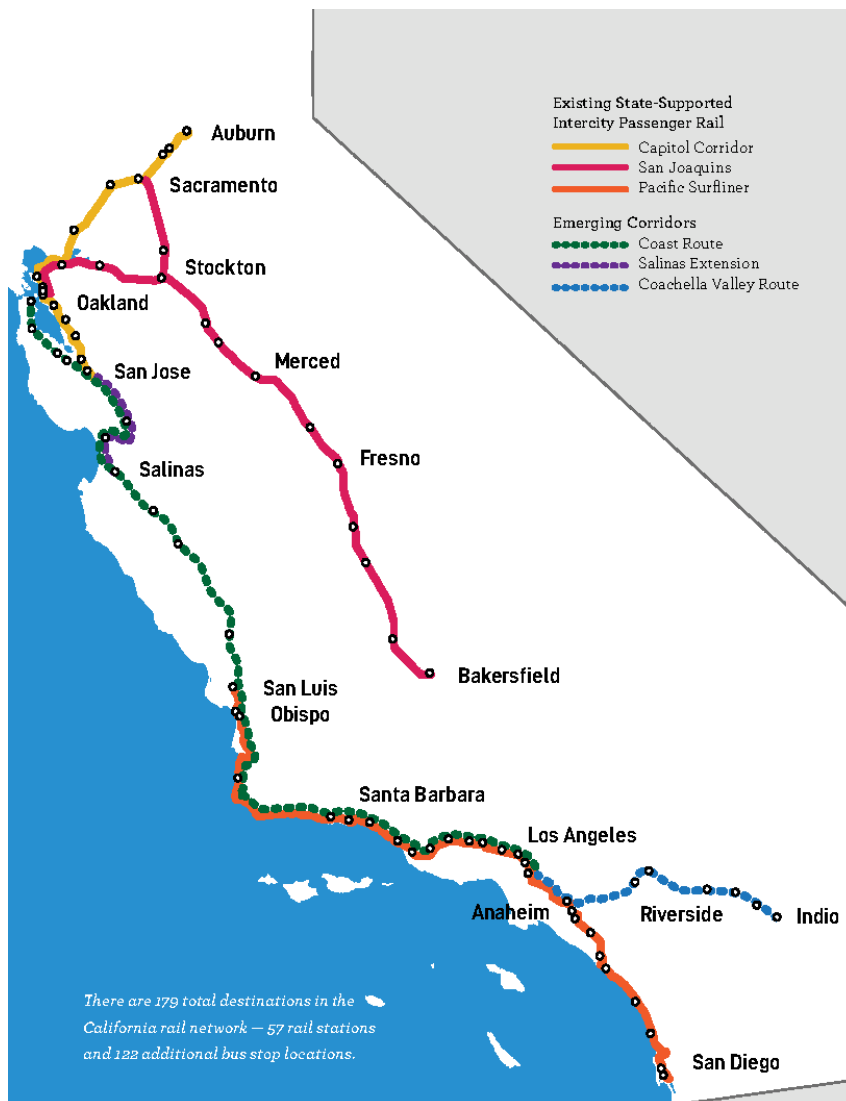 Existing State-Supported
Intercity Passenger Rail
Capitol Corridor
San Joaquins
Pacific Surfliner
Emerging Corridors
Coast Route
Salinas Extension
Coachella Valley Route
Auburn
Sacramento
Stockton
Oakland
Merced
San Jose
Fresno
Salinas
Bakersfield
San Luis
Obispo
Santa Barbara
Los Angeles
Anaheim
Riverside
Indio
San Diego
There are 179 total destinations in the
California rail network — 57 rail stations
and 122 additional bus stop locations.